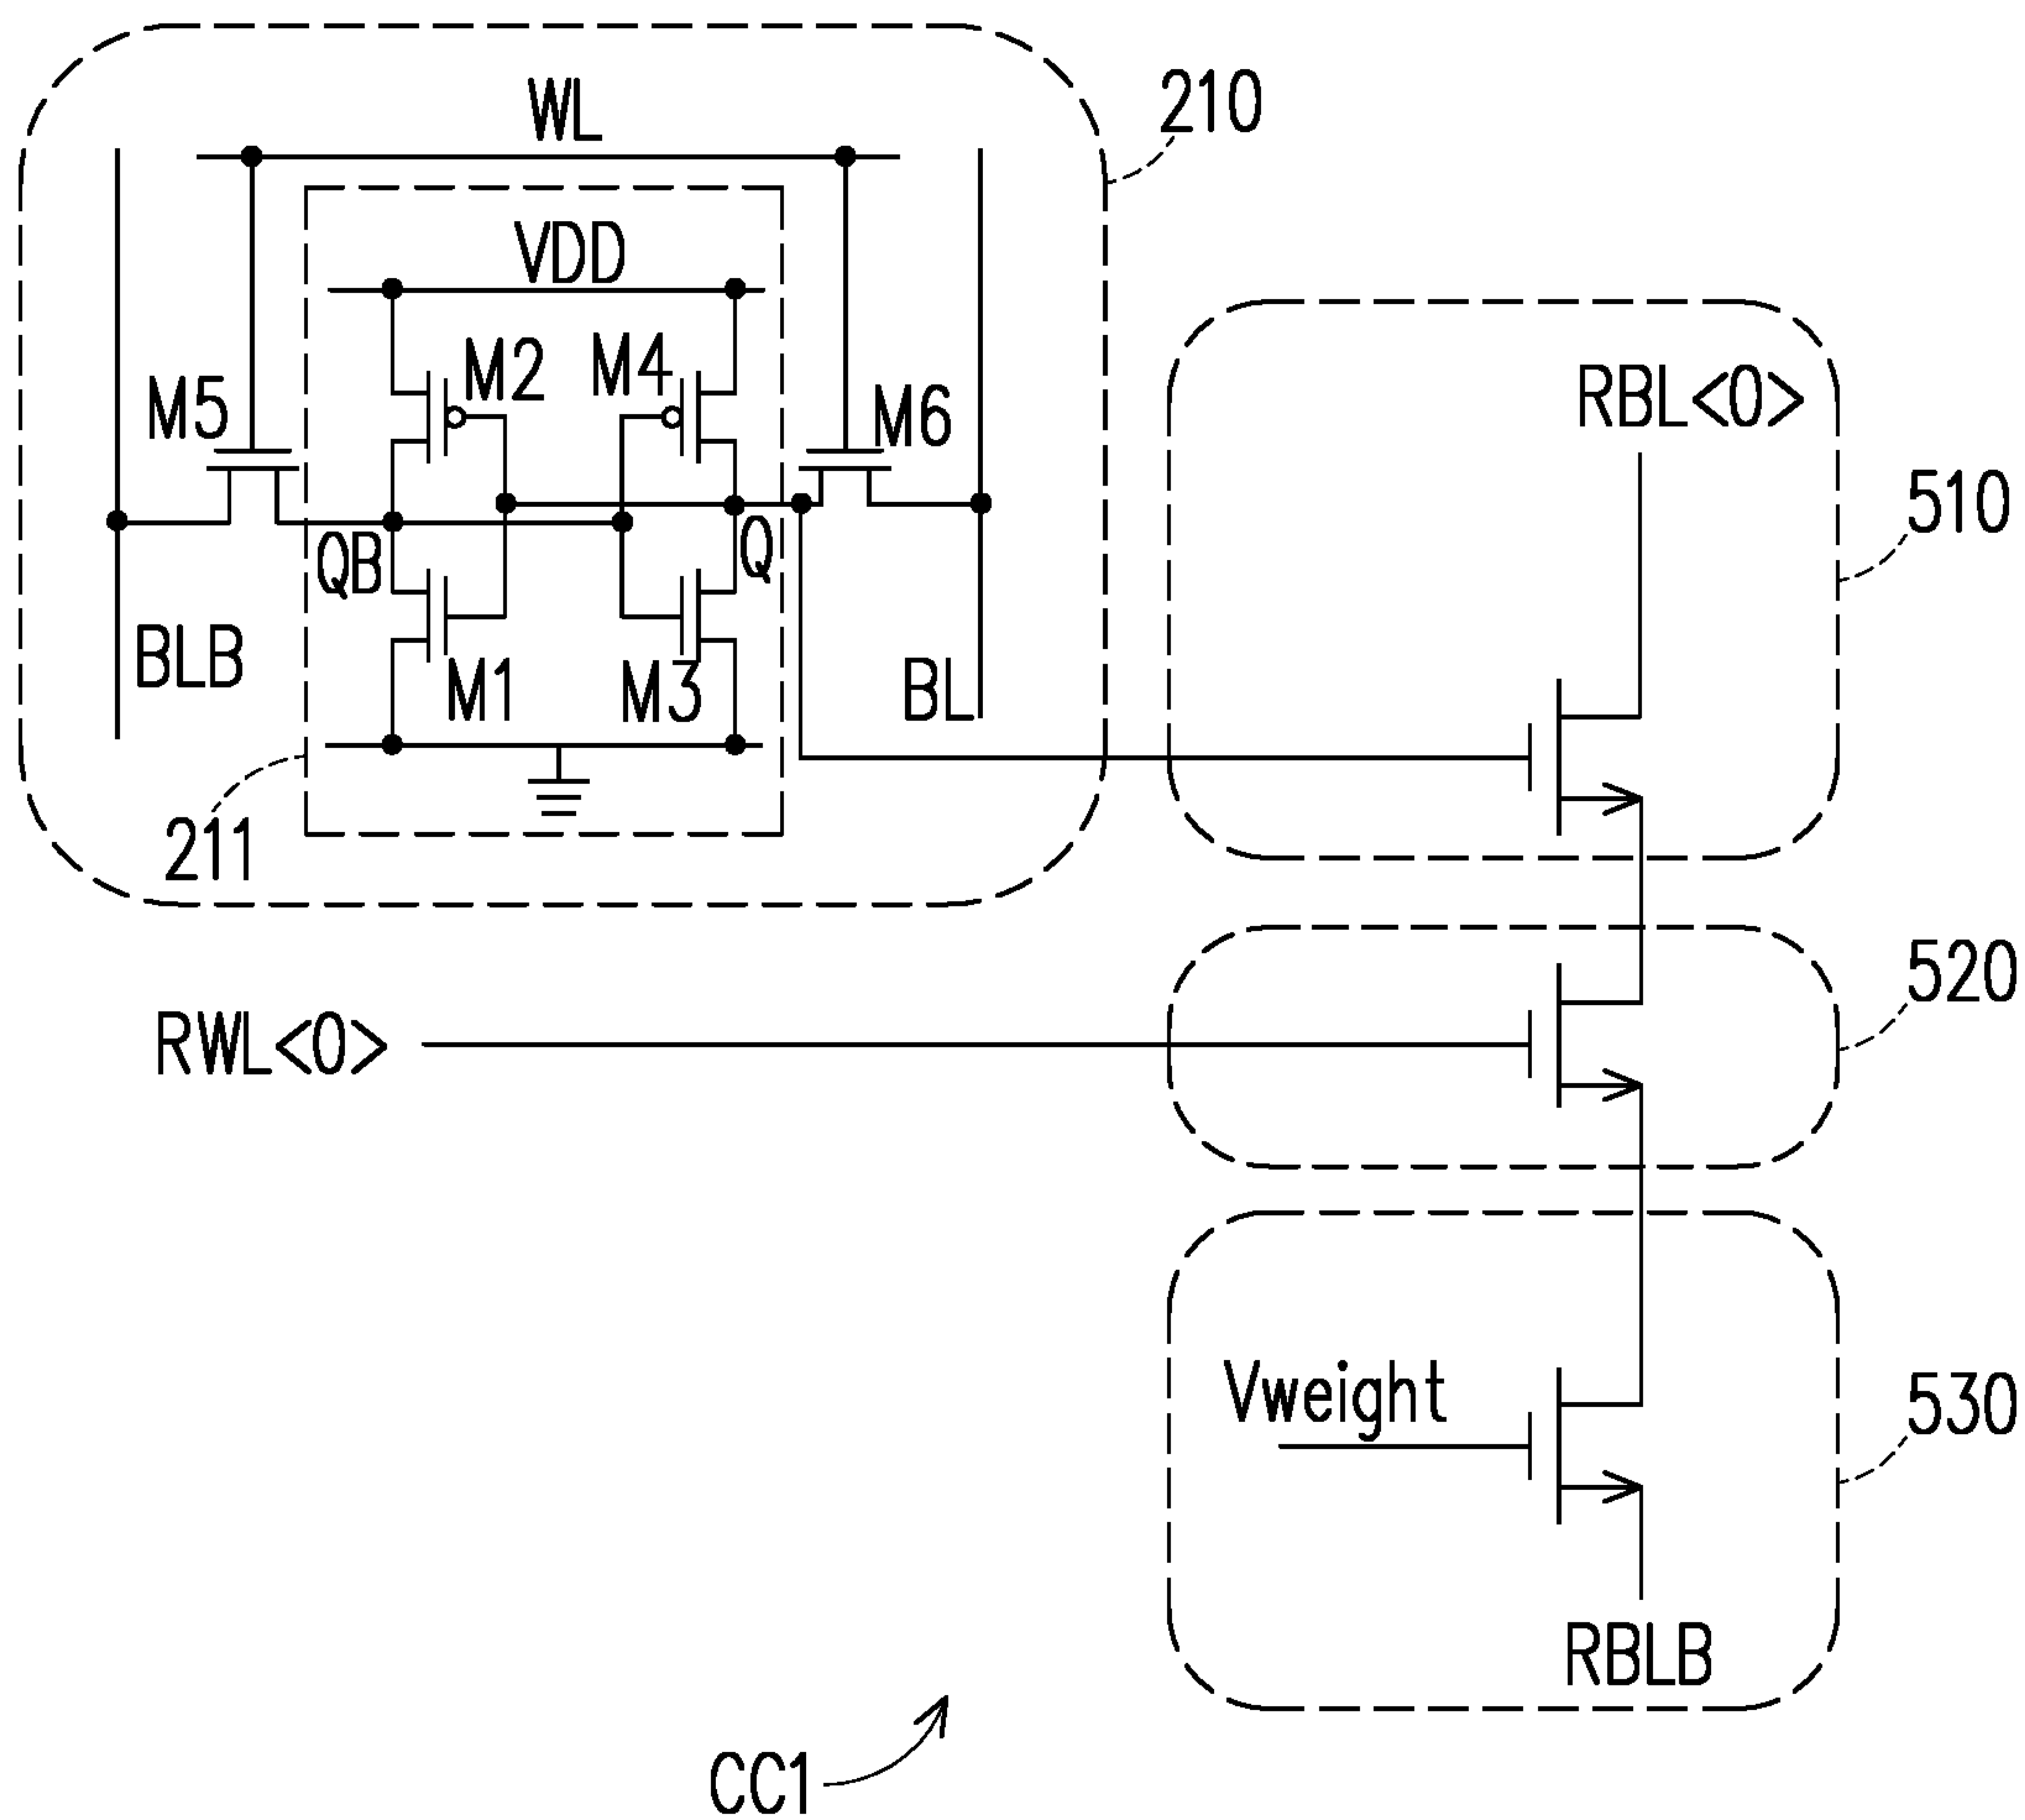 WL
210
VDD
M2
M4
M5
M6
RBL<0>
510
QB
Q
BLB
M1
M3
BL
211
520
RWL<0>
Vweight
530
RBLB
CC1